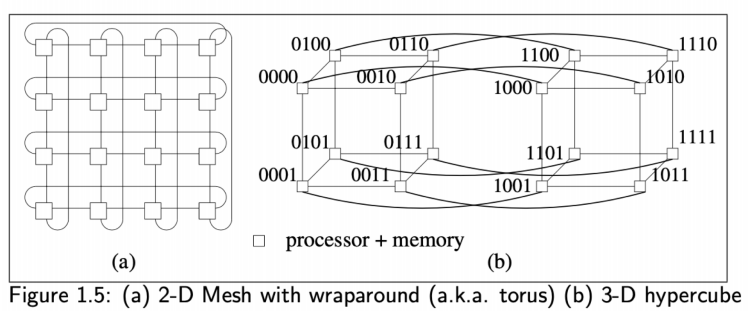 0100 0110 1100 1110
0000 0010 1000 1010
0101 0111 1101 1111
0001 0011 1001 1011
processor + memory
(a) (b)
Figure 1.5: (a) 2-D Mesh with wraparound (a.k.a. torus) (b) 3-D hypercube